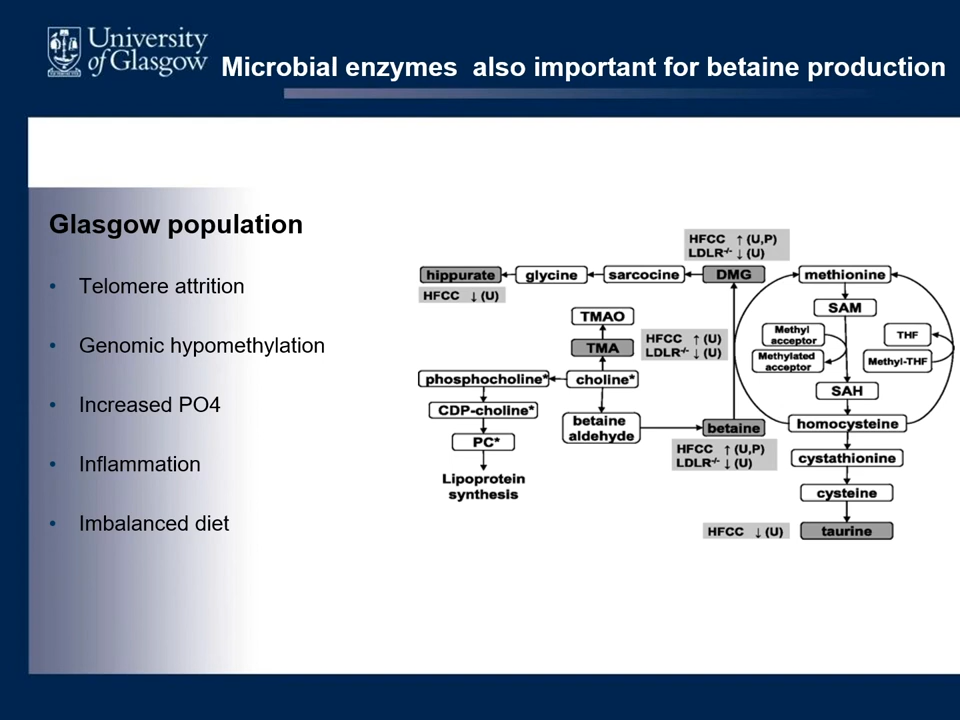 University
of Glasgow
Microbial enzymes also important for betaine production
Glasgow population
• Telomere attrition
• Genomic hypomethylation
• Increased PO4
• Inflammation
• Imbalanced diet
HFCC ↑ (U,P)
LDLR-/- ↓ (U)
hippurate
glycine
sarcocine
DMG
methionine
HFCC ↓ (U)
SAM
TMAO
Methyl
acceptor
THF
HFCC ↑ (U)
LDLR-/- ↓ (U)
TMA
Methylated
acceptor
Methyl-THF
phosphocholine*
choline*
SAH
CDP-choline*
betaine
aldehyde
betaine
homocysteine
PC*
HFCC ↑ (U,P)
LDLR-/- ↓ (U)
cystathionine
Lipoprotein
synthesis
cysteine
HFCC ↓ (U)
taurine